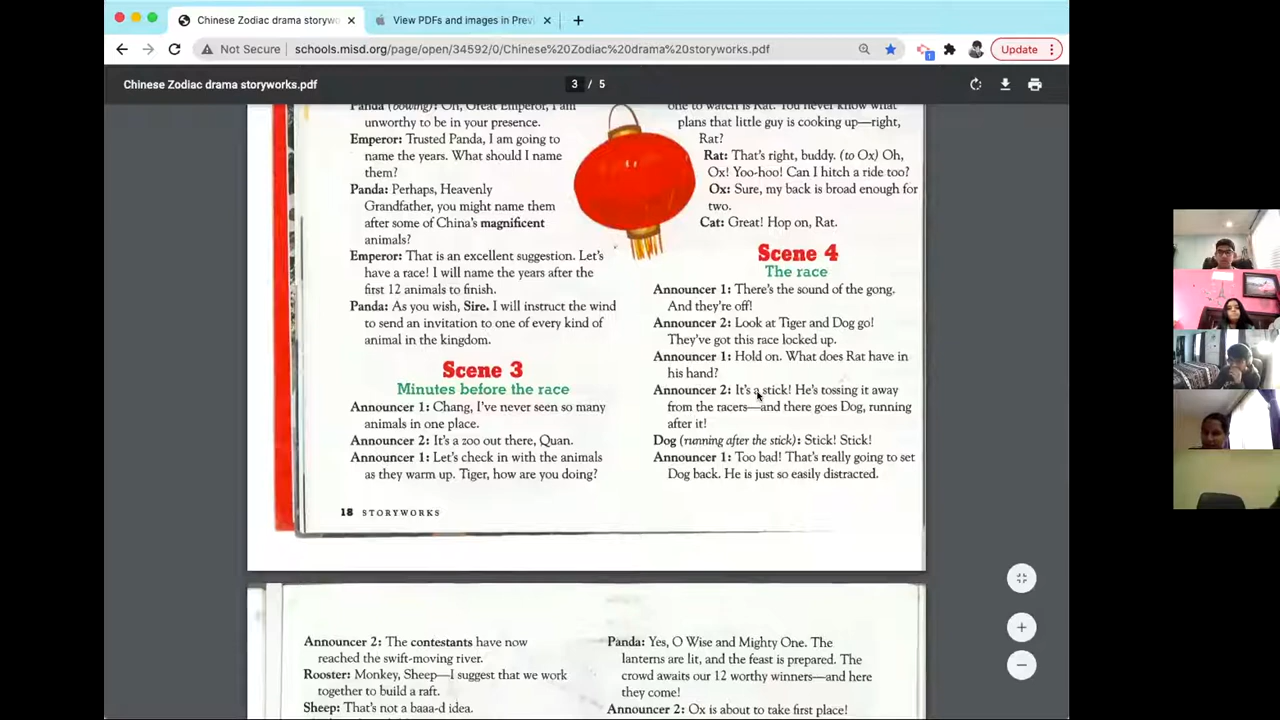 Chinese Zodiac drama storywo
View PDFs and images in Prev
Not Secure
schools.misd.org/page/open/34592/0/Chinese%20Zodiac%20drama%20storyworks.pdf
1
Update
Chinese Zodiac drama storyworks.pdf
3 / 5
Panda (bowing): Oh, Great Emperor, I am
unworthy to be in your presence.
Emperor: Trusted Panda, I am going to
name the years. What should I name
them?
Panda: Perhaps, Heavenly
Grandfather, you might name them
after some of China's magnificent
animals?
Emperor: That is an excellent suggestion. Let's
have a race! I will name the years after the
first 12 animals to finish.
Panda: As you wish, Sire. I will instruct the wind
to send an invitation to one of every kind of
animal in the kingdom.
Scene 3
Minutes before the race
Announcer 1: Chang, I've never seen so many
animals in one place.
Announcer 2: It's a zoo out there, Quan.
Announcer 1: Let's check in with the animals
as they warm up. Tiger, how are you doing?
18 STORYWORKS
one to watch is Rat. You never know what
plans that little guy is cooking up—right,
Rat?
Rat: That's right, buddy. (to Ox) Oh,
Ox! Yoo-hoo! Can I hitch a ride too?
Ox: Sure, my back is broad enough for
two.
Cat: Great! Hop on, Rat.
Scene 4
The race
Announcer 1: There's the sound of the gong.
And they're off!
Announcer 2: Look at Tiger and Dog go!
They've got this race locked up.
Announcer 1: Hold on. What does Rat have in
his hand?
Announcer 2: It's a stick! He's tossing it away
from the racers—and there goes Dog, running
after it!
Dog (running after the stick): Stick! Stick!
Announcer 1: Too bad! That's really going to set
Dog back. He is just so easily distracted.
Announcer 2: The contestants have now
reached the swift-moving river.
Rooster: Monkey, Sheep—I suggest that we work
together to build a raft.
Sheep: That's not a baaa-d idea.
Panda: Yes, O Wise and Mighty One. The
lanterns are lit, and the feast is prepared. The
crowd awaits our 12 worthy winners—and here
they come!
Announcer 2: Ox is about to take first place!